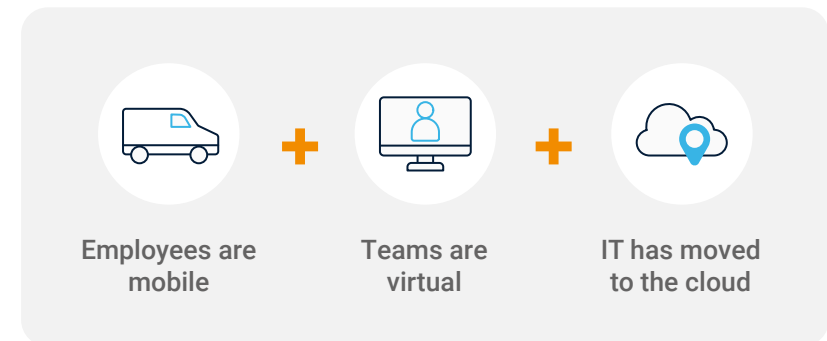 Employees are
mobile
Teams are
virtual
IT has moved
to the cloud